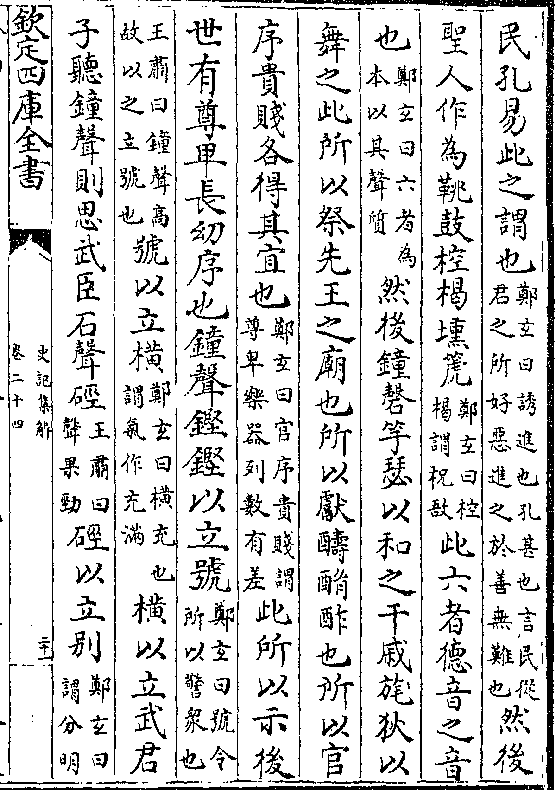 民孔易此之謂也鄭玄曰誘進也孔甚也言民從君之所好惡進之於善無難也然後
聖人作為鞉鼓椌楬壎篪鄭玄曰椌楬謂柷敔此六者德音之音
也鄭玄曰六者為本以其聲質然後鐘磬竽瑟以和之干戚旄狄以
舞之此所以祭先王之廟也所以獻醻酳酢也所以官
序貴賤各得其宜也鄭玄曰官序貴賤謂尊卑樂器列數有差此所以示後
世有尊卑長幼序也鐘聲鏗鏗以立號鄭玄曰號令所以警衆也
王肅曰鐘聲高故以之立號也號以立橫鄭玄曰橫充也謂氣作充滿橫以立武君
子聽鐘聲則思武臣石聲硜王肅曰聲果勁硜以立别鄭玄曰謂分明
欽定四庫全書
史記集解
卷二十四